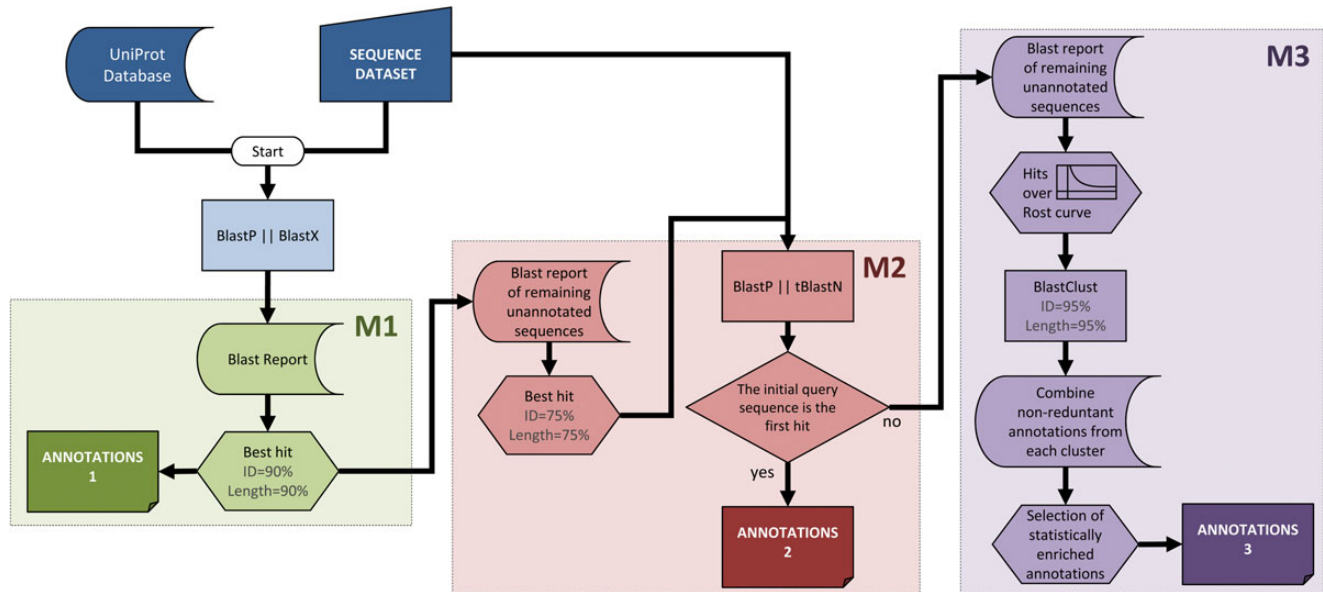 UniProt
Database
SEQUENCE
DATASET
Start
BlastP || BlastX
M1
Blast Report
Best hit
ID=90%
Length=90%
ANNOTATIONS
1
M2
Blast report
of remaining
unannotated
sequences
Best hit
ID=75%
Length=75%
BlastP || tBlastN
The initial query
sequence is the
first hit
no
yes
ANNOTATIONS
2
M3
Blast report
of remaining
unannotated
sequences
Hits
over
Rost curve
BlastClust
ID=95%
Length=95%
Combine
non-reduntant
annotations from
each cluster
Selection of
statistically
enriched
annotations
ANNOTATIONS
3